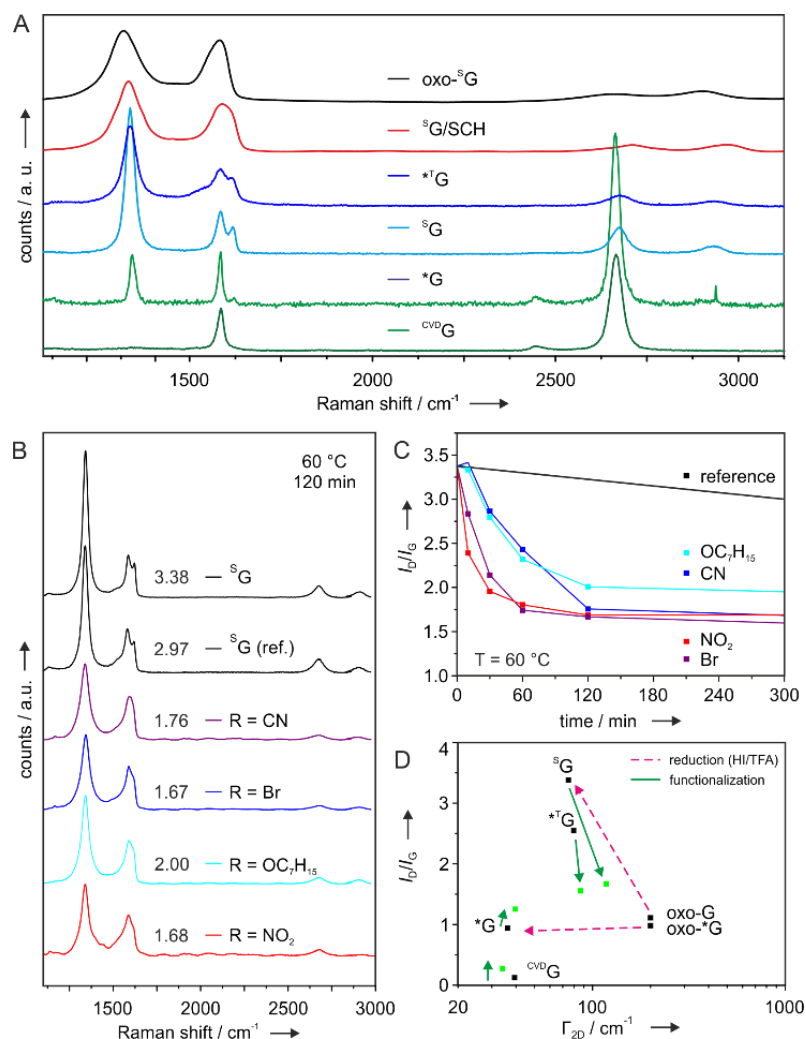 A
oxo-ˢG
ˢG/SCH
*ᵀG
ˢG
*G
ᶜⱽᴰG
counts / a. u.
1500
2000
2500
3000
Raman shift / cm⁻¹
B
60 °C
120 min
3.38 ˢG
2.97 ˢG (ref.)
1.76 R = CN
1.67 R = Br
2.00 R = OC₇H₁₅
1.68 R = NO₂
counts / a.u.
1500
2000
2500
3000
Raman shift / cm⁻¹
C
3.5
3.0
2.5
2.0
1.5
1.0
I_D/I_G
reference
OC₇H₁₅
CN
NO₂
Br
T = 60 °C
0
60
120
180
240
300
time / min
D
4
3
2
1
0
I_D/I_G
reduction (HI/TFA)
functionalization
ˢG
*ᵀG
*G
ᶜⱽᴰG
oxo-G
oxo-*G
20
100
1000
Γ₂D / cm⁻¹